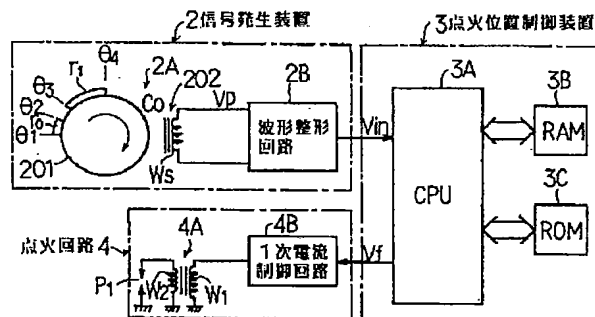 2信号発生装置
3点火位置制御装置
θ4
r1
2A
θ3
202
Co
Vp
2B
θ2
ro
θ1
201
Ws
波形整形
回路
Vin
3A
CPU
3B
RAM
3C
ROM
点火回路4
4A
4B
P1
W2
W1
1次電流
制御回路
Vf